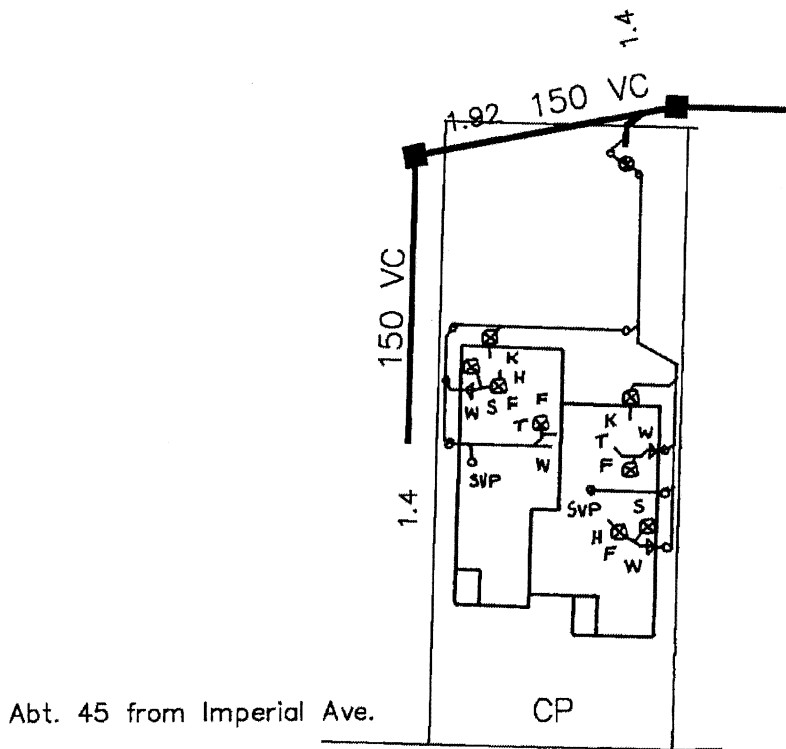 1.4
1.92 150 VC
150 VC
K
H
W S F F
T
W
SVP
K
T W
F
SVP S
H
F
W
1.4
Abt. 45 from Imperial Ave.
CP